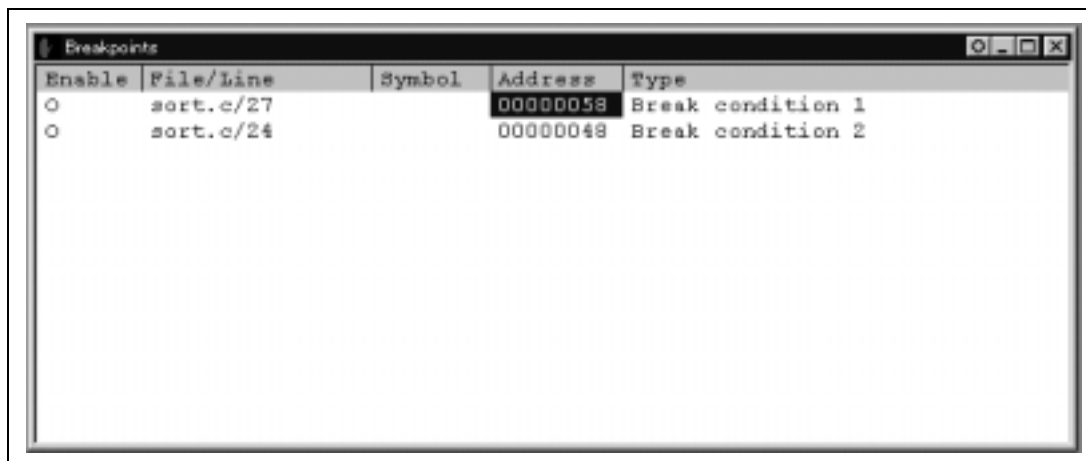 Breakpoints
Enable File/Line Symbol Address Type
O sort.c/27 00000058 Break condition 1
O sort.c/24 00000048 Break condition 2